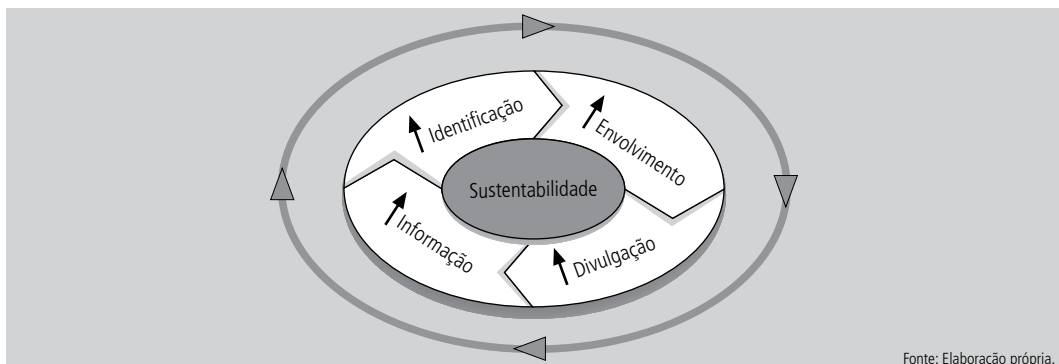 Identificação
Envolvimento
Sustentabilidade
Informação
Divulgação
Fonte: Elaboração própria.